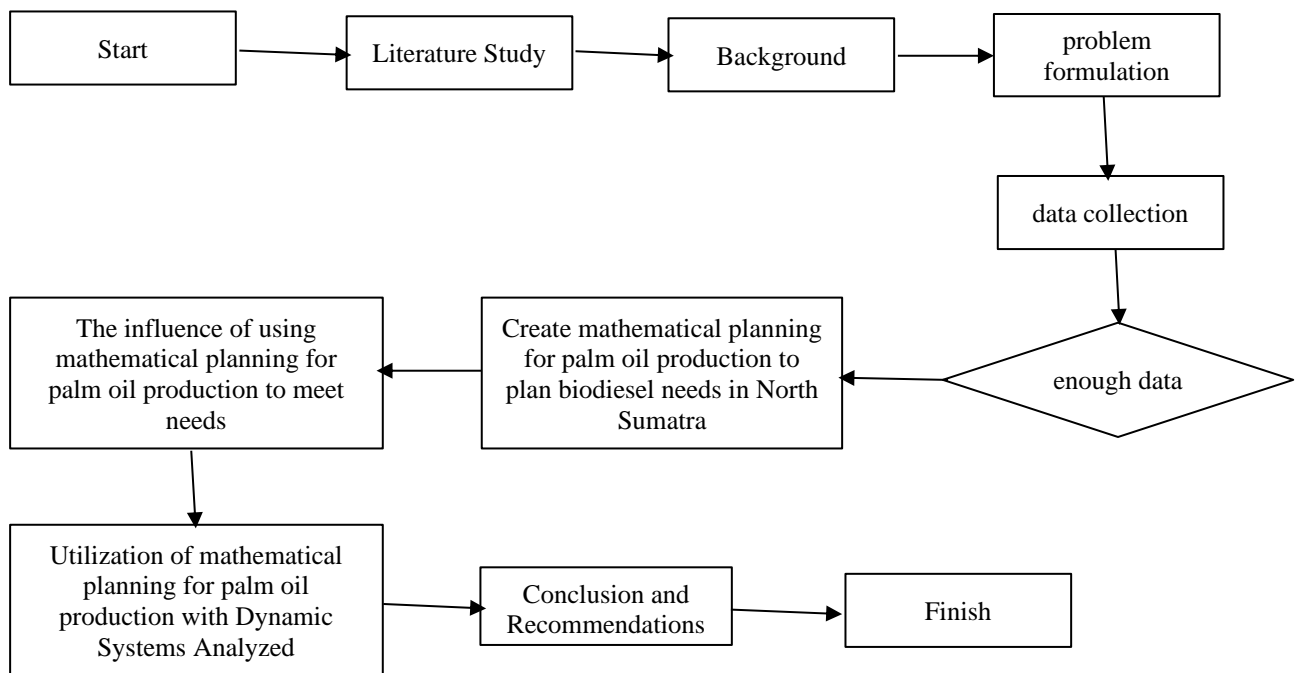 Start
Literature Study
Background
problem
formulation
data collection
enough data
Create mathematical planning
for palm oil production to
plan biodiesel needs in North
Sumatra
The influence of using
mathematical planning for
palm oil production to meet
needs
Utilization of mathematical
planning for palm oil
production with Dynamic
Systems Analyzed
Conclusion and
Recommendations
Finish